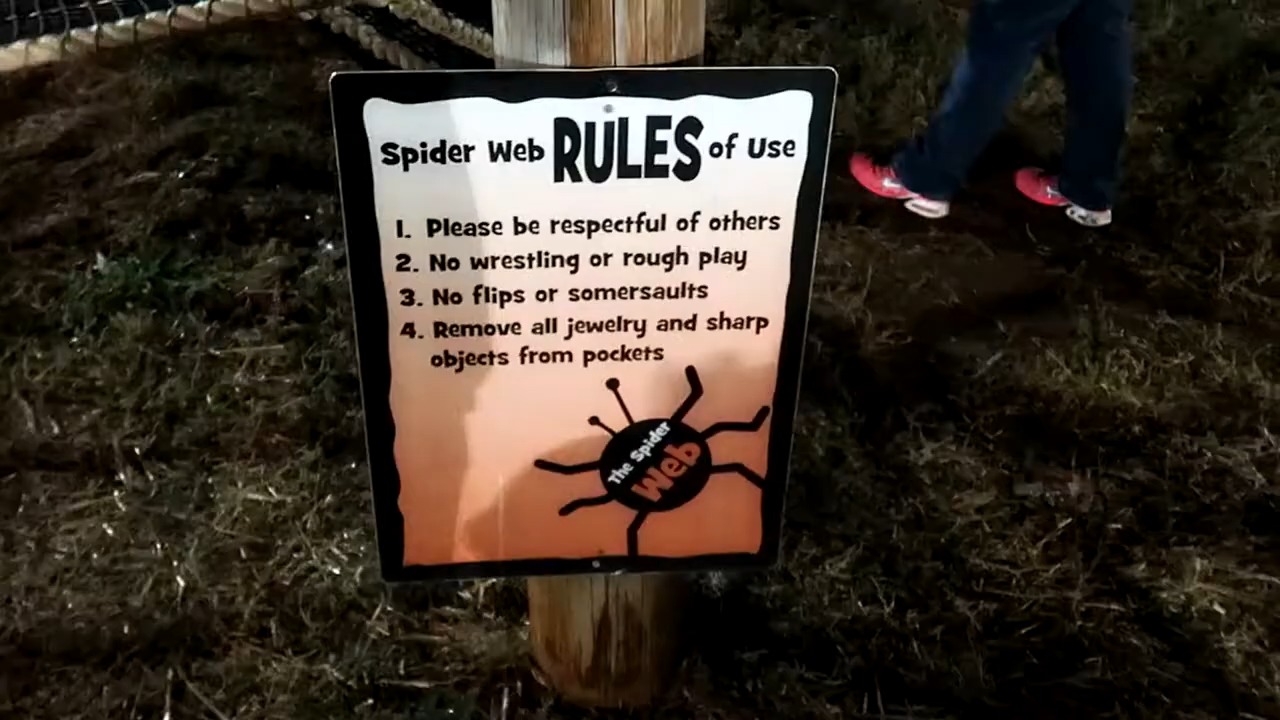 Spider Web RULES of Use
1. Please be respectful of others
2. No wrestling or rough play
3. No flips or somersaults
4. Remove all jewelry and sharp
objects from pockets
The Spider
Web